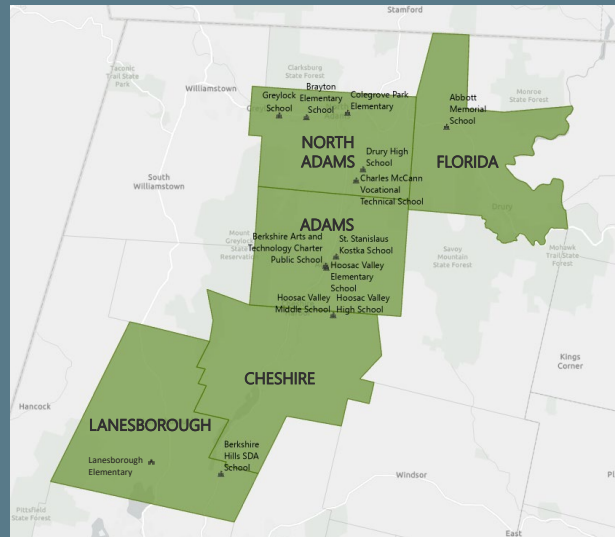 Stamford
Taconic
Trail State
Park
Clarksburg
State Forest
Williamstown
Monroe
State Forest
Greylock
School
Brayton
Elementary
School
Colegrove Park
Elementary
Abbott
Memorial
School
NORTH
ADAMS
Drury High
School
Charles McCann
Vocational
Technical School
FLORIDA
South
Williamstown
Drury
ADAMS
Mount
Greylock
State
Reservation
Berkshire Arts and
Technology Charter
Public School
St. Stanislaus
Kostka School
Hoosac Valley
Elementary
School
Savoy
Mountain
State Forest
Mohawk
Trail State
Forest
Hoosac Valley
Middle School
Hoosac Valley
High School
Kings
Corner
CHESHIRE
Hancock
LANESBOROUGH
Lanesborough
Elementary
Berkshire
Hills SDA
School
Windsor
Pittsfield
State Forest
East